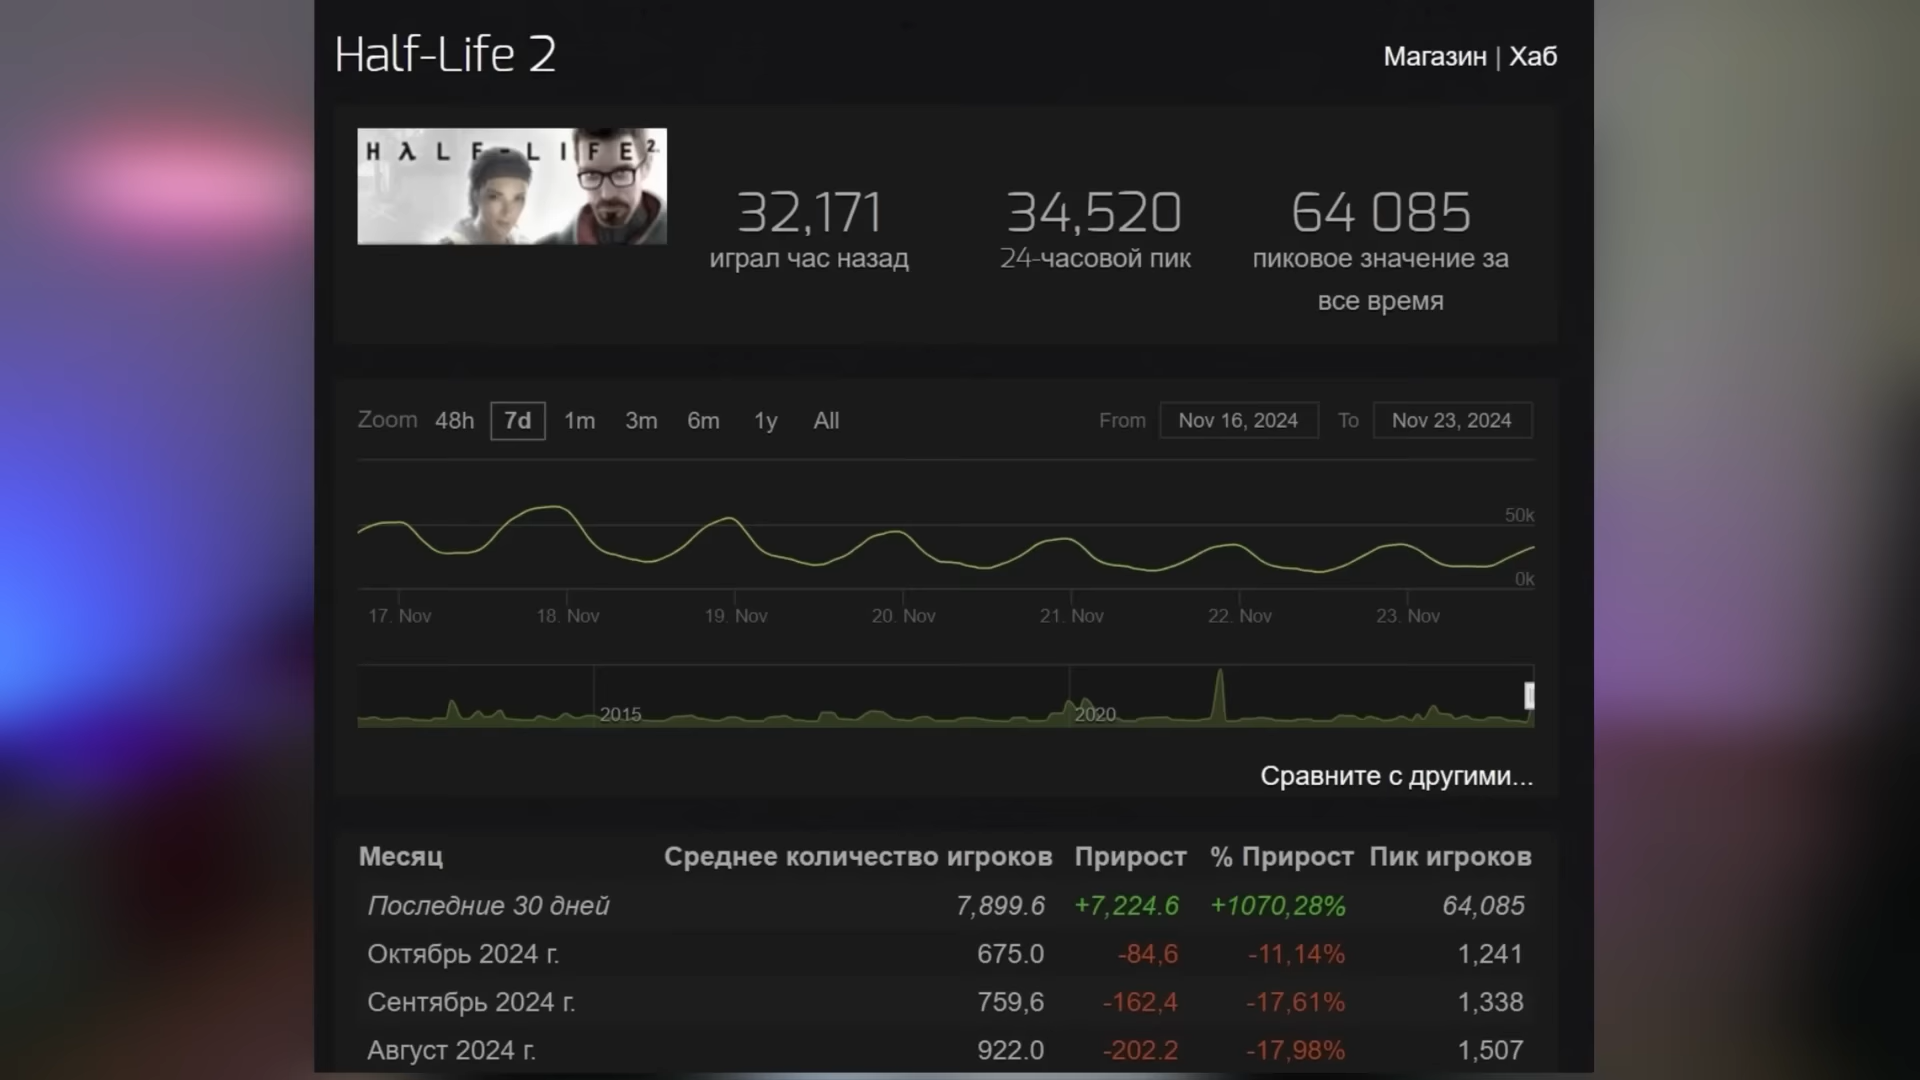 Half-Life 2
Магазин | Хаб
HλLF-LIFE²
32,171
играл час назад
34,520
24-часовой пик
64 085
пиковое значение за
все время
Zoom 48h 7d 1m 3m 6m 1y All
From Nov 16, 2024 To Nov 23, 2024
50k
0k
17. Nov 18. Nov 19. Nov 20. Nov 21. Nov 22. Nov 23. Nov
2015 2020
Сравните с другими...
Месяц Среднее количество игроков Прирост % Прирост Пик игроков
Последние 30 дней 7,899.6 +7,224.6 +1070,28% 64,085
Октябрь 2024 г. 675.0 -84,6 -11,14% 1,241
Сентябрь 2024 г. 759,6 -162,4 -17,61% 1,338
Август 2024 г. 922.0 -202.2 -17,98% 1,507